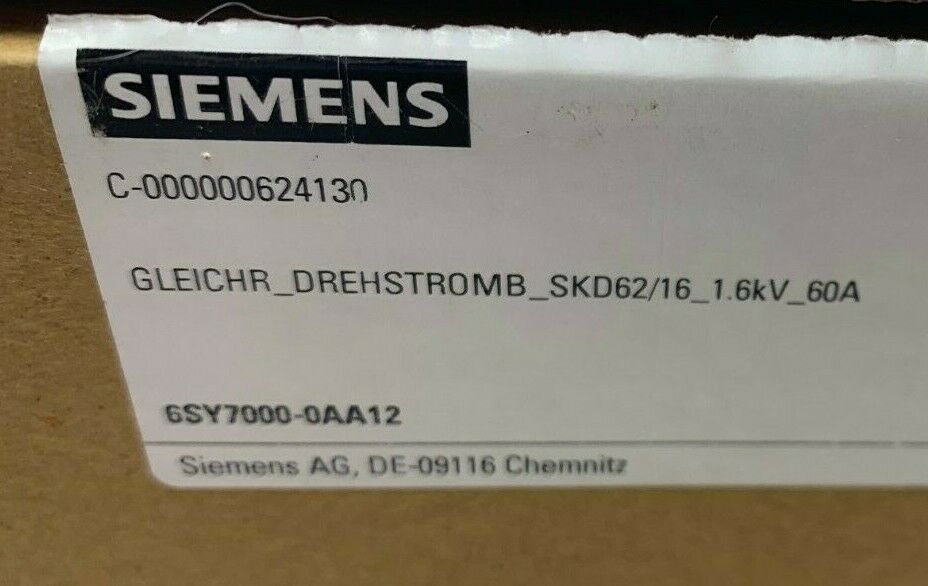 SIEMENS
C-000000624130
GLEICHR_DREHSTROMB_SKD62/16_1.6kV_60A
6SY7000-0AA12
Siemens AG, DE-09116 Chemnitz